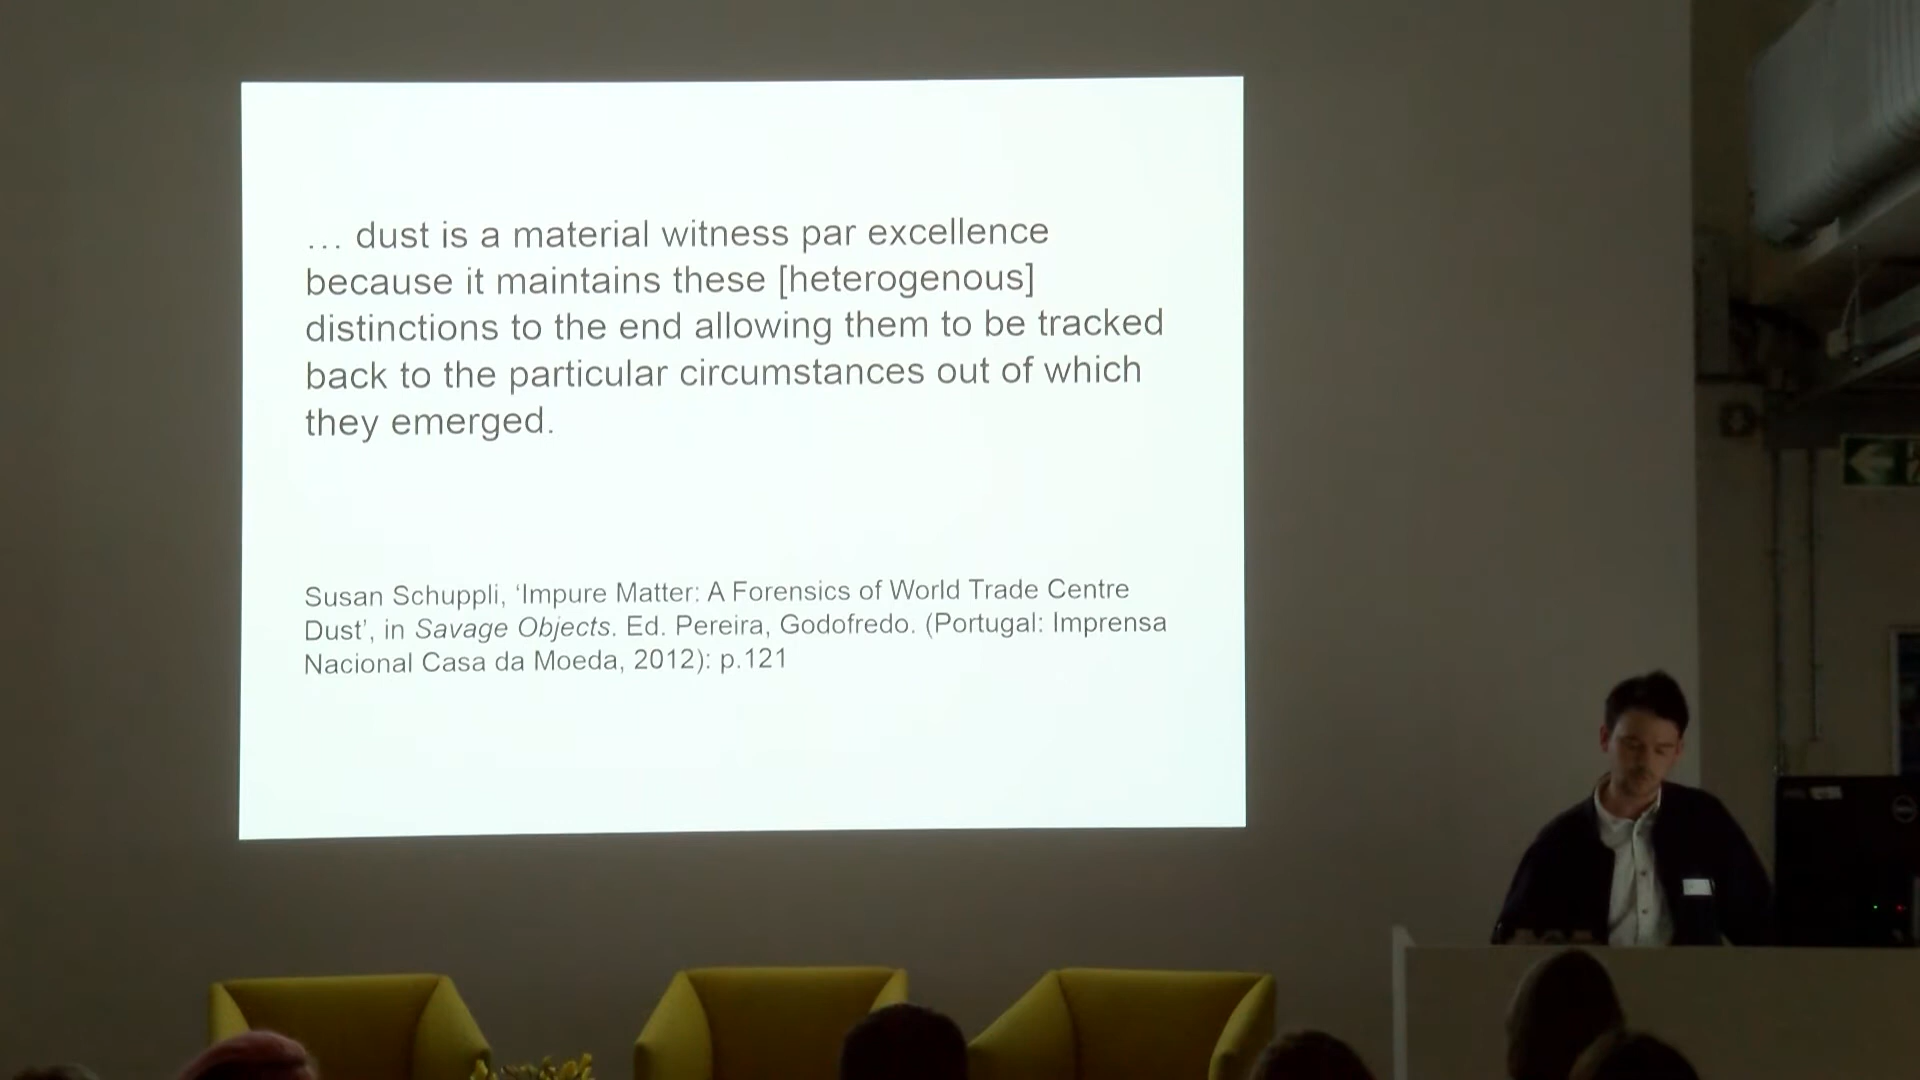 … dust is a material witness par excellence
because it maintains these [heterogenous]
distinctions to the end allowing them to be tracked
back to the particular circumstances out of which
they emerged.
Susan Schuppli, ‘Impure Matter: A Forensics of World Trade Centre
Dust’, in Savage Objects. Ed. Pereira, Godofredo. (Portugal: Imprensa
Nacional Casa da Moeda, 2012): p.121